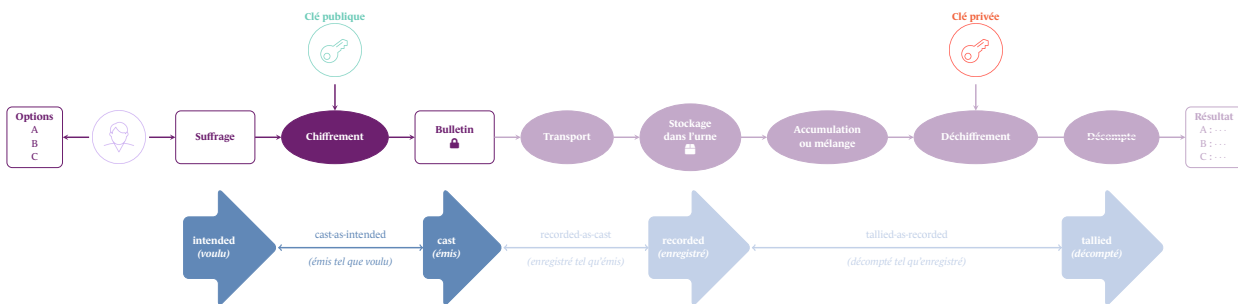 Clé publique
Clé privée
Options
A
B
C
Suffrage
Chiffrement
Bulletin
Transport
Stockage
dans l'urne
Accumulation
ou mélange
Déchiffrement
Décompte
Résultat
A : ···
B : ···
C : ···
intended
(voulu)
cast-as-intended
(émis tel que voulu)
cast
(émis)
recorded-as-cast
(enregistré tel qu'émis)
recorded
(enregistré)
tallied-as-recorded
(décompté tel qu'enregistré)
tallied
(décompté)